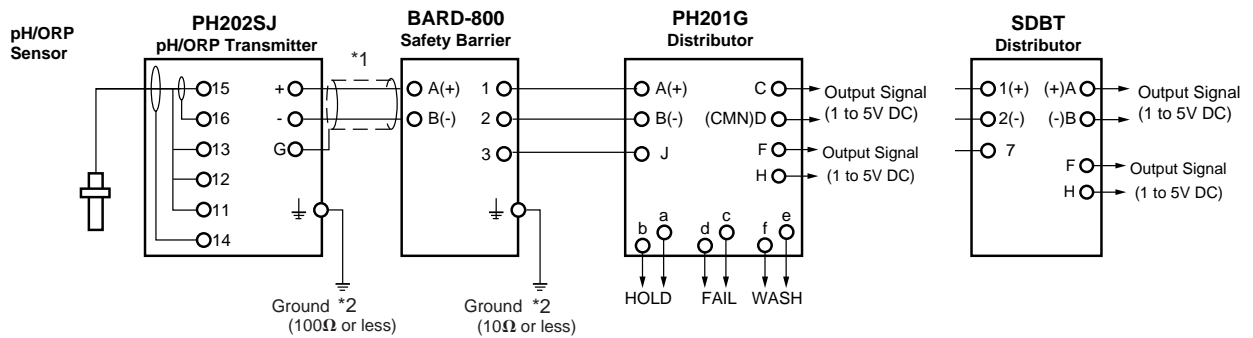 pH/ORP
Sensor
PH202SJ
pH/ORP Transmitter
*1
BARD-800
Safety Barrier
PH201G
Distributor
SDBT
Distributor
15
16
13
12
11
14
+
-
G
Ground *2
(100Ω or less)
A(+)
B(-)
1
2
3
Ground *2
(10Ω or less)
A(+)
B(-)
J
C
(CMN)D
F
H
Output Signal
(1 to 5V DC)
Output Signal
(1 to 5V DC)
b
a
d
c
f
e
HOLD
FAIL
WASH
1(+)
2(-)
7
(+)A
(-)B
F
H
Output Signal
(1 to 5V DC)
Output Signal
(1 to 5V DC)